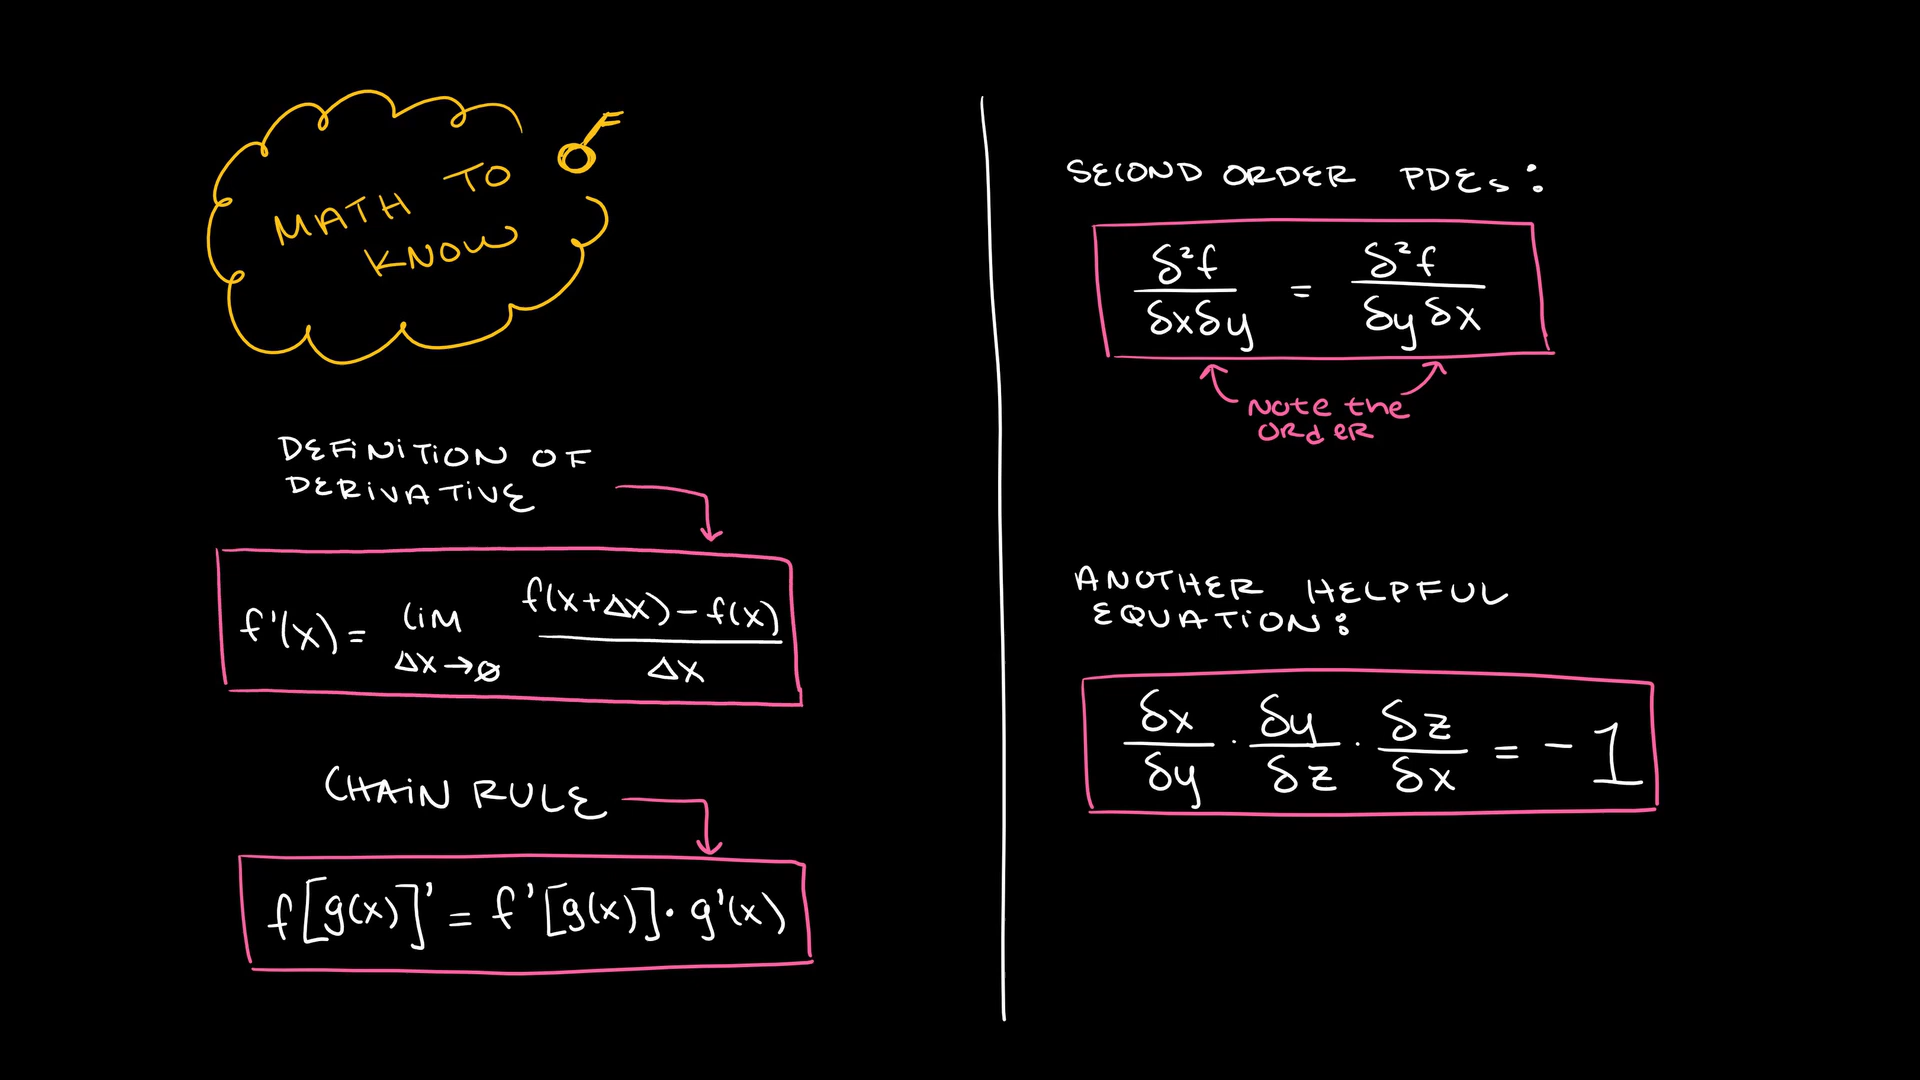 MATH TO
KNOW
DEFINITION OF
DERIVATIVE
f'(x) = lim Δx→0 f(x+Δx) − f(x) / Δx
CHAIN RULE
f[g(x)]' = f'[g(x)] · g'(x)
SECOND ORDER PDEs:
δ²f / δxδy = δ²f / δyδx
NOTE THE
ORDER
ANOTHER HELPFUL
EQUATION:
δx/δy · δy/δz · δz/δx = −1